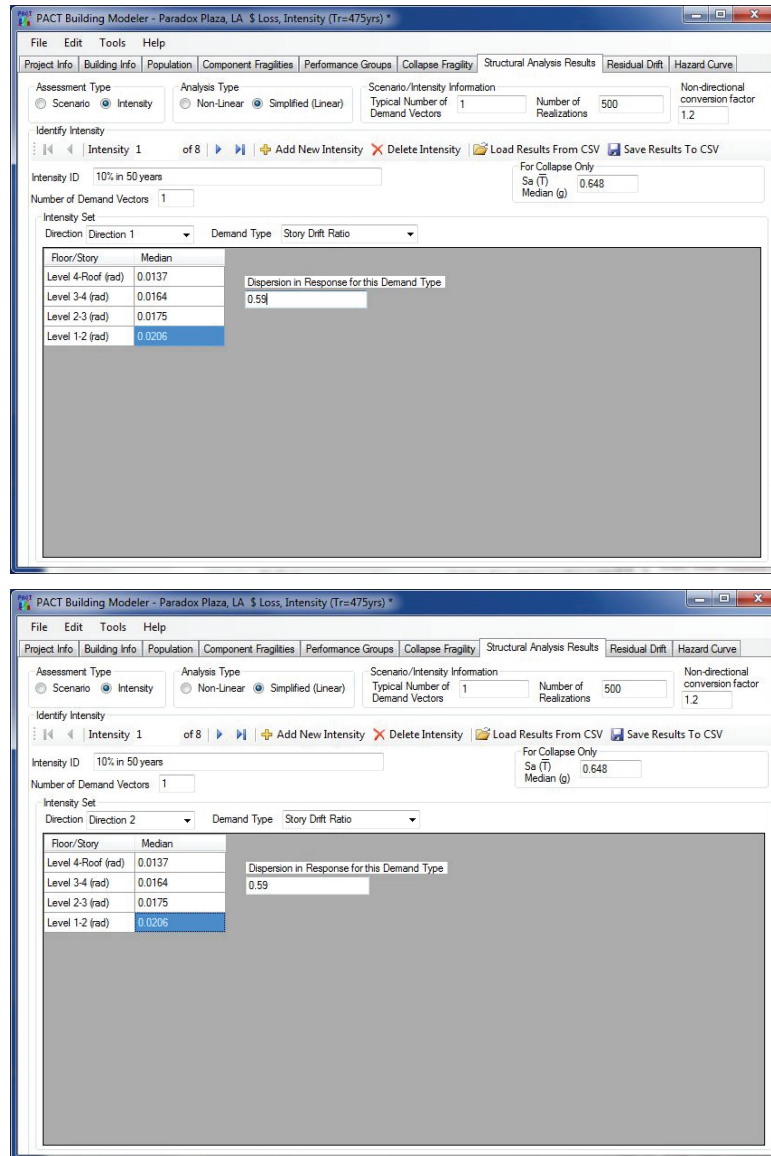 PACT Building Modeler - Paradox Plaza, LA $ Loss, Intensity (Tr=475yrs) *
File Edit Tools Help
Project Info Building Info Population Component Fragilities Performance Groups Collapse Fragility Structural Analysis Results Residual Drift Hazard Curve
Assessment Type Analysis Type Scenario/Intensity Information Non-directional conversion factor
Scenario Intensity Non-Linear Simplified (Linear) Typical Number of Demand Vectors 1 Number of Realizations 500 1.2
Identify Intensity
Intensity 1 of 8 Add New Intensity Delete Intensity Load Results From CSV Save Results To CSV
For Collapse Only
Intensity ID 10% in 50 years Sa (T̅) Median (g) 0.648
Number of Demand Vectors 1
Intensity Set
Direction Direction 1 Demand Type Story Drift Ratio
Floor/Story Median
Level 4-Roof (rad) 0.0137 Dispersion in Response for this Demand Type
Level 3-4 (rad) 0.0164 0.59
Level 2-3 (rad) 0.0175
Level 1-2 (rad) 0.0206
PACT Building Modeler - Paradox Plaza, LA $ Loss, Intensity (Tr=475yrs) *
File Edit Tools Help
Project Info Building Info Population Component Fragilities Performance Groups Collapse Fragility Structural Analysis Results Residual Drift Hazard Curve
Assessment Type Analysis Type Scenario/Intensity Information Non-directional conversion factor
Scenario Intensity Non-Linear Simplified (Linear) Typical Number of Demand Vectors 1 Number of Realizations 500 1.2
Identify Intensity
Intensity 1 of 8 Add New Intensity Delete Intensity Load Results From CSV Save Results To CSV
For Collapse Only
Intensity ID 10% in 50 years Sa (T̅) Median (g) 0.648
Number of Demand Vectors 1
Intensity Set
Direction Direction 2 Demand Type Story Drift Ratio
Floor/Story Median
Level 4-Roof (rad) 0.0137 Dispersion in Response for this Demand Type
Level 3-4 (rad) 0.0164 0.59
Level 2-3 (rad) 0.0175
Level 1-2 (rad) 0.0206